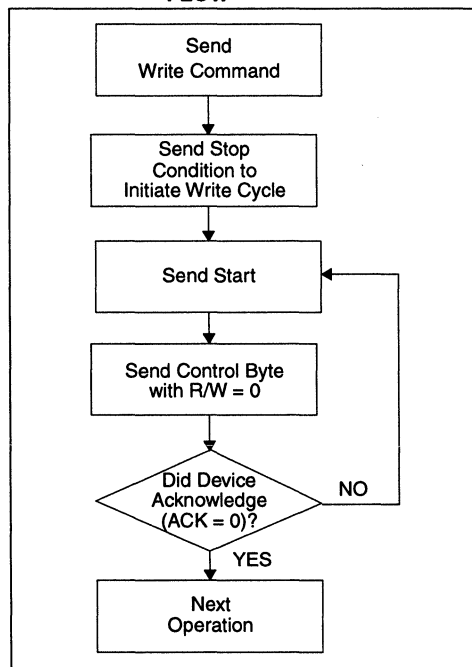 Send
Write Command
Send Stop
Condition to
Initiate Write Cycle
Send Start
Send Control Byte
with R/W = 0
Did Device
Acknowledge
(ACK = 0)?
NO
YES
Next
Operation